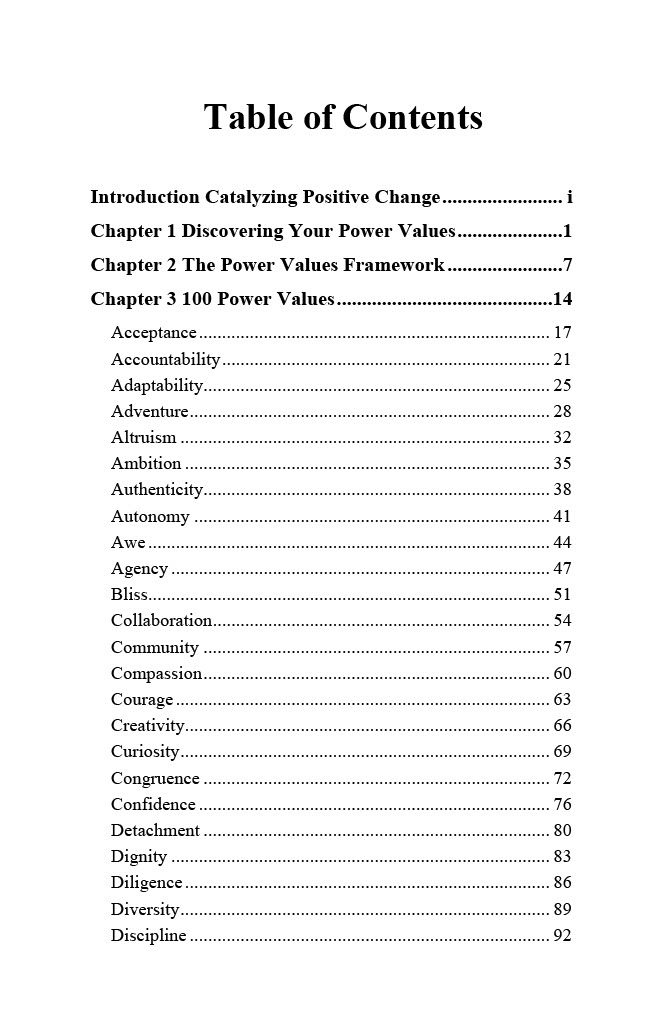 Table of Contents
Introduction Catalyzing Positive Change........................ i
Chapter 1 Discovering Your Power Values.....................1
Chapter 2 The Power Values Framework.......................7
Chapter 3 100 Power Values...........................................14
Acceptance............................................................................ 17
Accountability....................................................................... 21
Adaptability........................................................................... 25
Adventure.............................................................................. 28
Altruism ................................................................................ 32
Ambition ............................................................................... 35
Authenticity........................................................................... 38
Autonomy ............................................................................. 41
Awe ....................................................................................... 44
Agency .................................................................................. 47
Bliss....................................................................................... 51
Collaboration......................................................................... 54
Community ........................................................................... 57
Compassion........................................................................... 60
Courage ................................................................................. 63
Creativity............................................................................... 66
Curiosity................................................................................ 69
Congruence ........................................................................... 72
Confidence ............................................................................ 76
Detachment ........................................................................... 80
Dignity .................................................................................. 83
Diligence ............................................................................... 86
Diversity................................................................................ 89
Discipline .............................................................................. 92